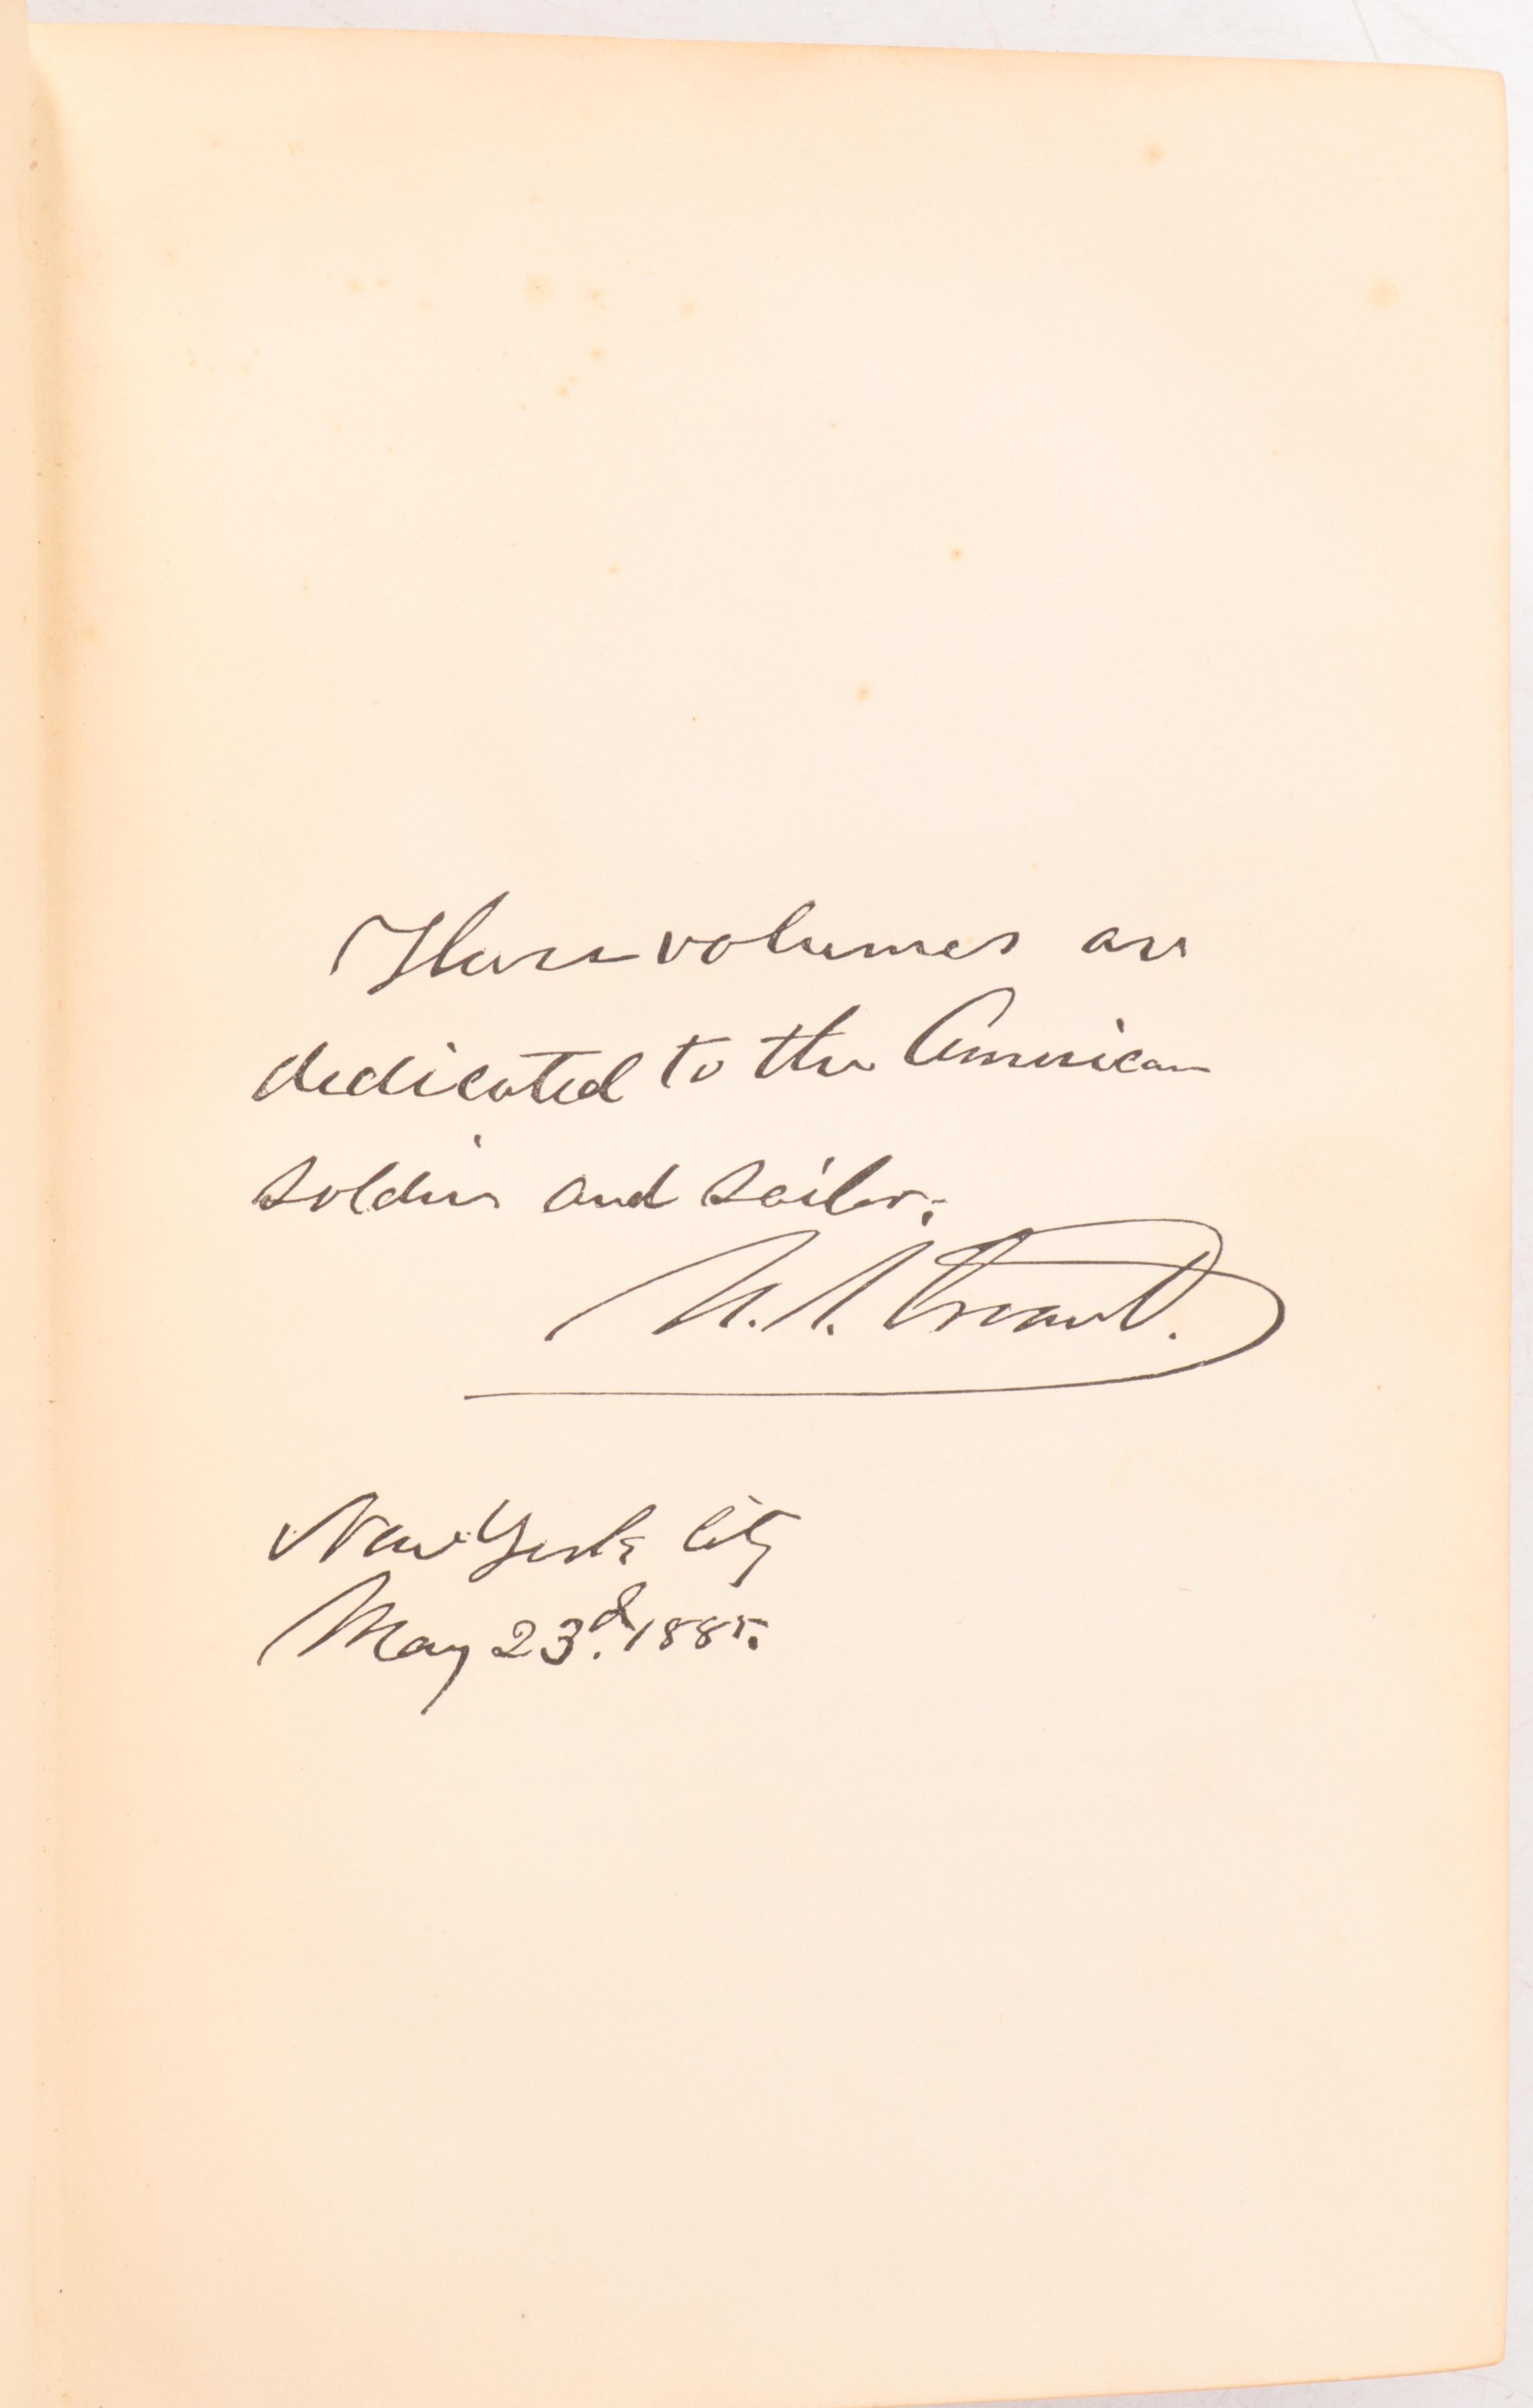 These volumes are
dedicated to the American
soldier and sailor.
U. S. Grant.
New York City
May 23d. 1885.